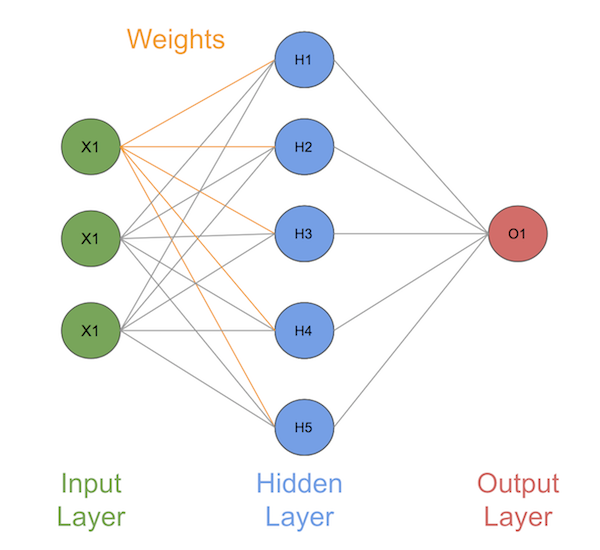 Weights
H1
X1
H2
X1
H3
O1
X1
H4
H5
Input
Layer
Hidden
Layer
Output
Layer